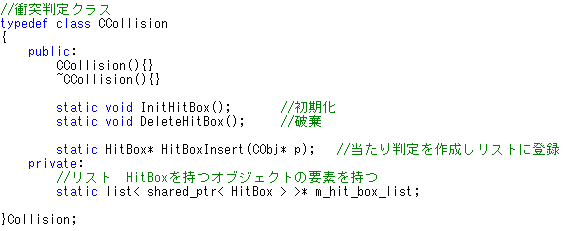 //衝突判定クラス
typedef class CCollision
{
    public:
        CCollision(){}
        ~CCollision(){}

        static void InitHitBox();       //初期化
        static void DeleteHitBox();     //破棄

        static HitBox* HitBoxInsert(CObj* p);   //当たり判定を作成しリストに登録
    private:
        //リスト　HitBoxを持つオブジェクトの要素を持つ
        static list< shared_ptr< HitBox > >* m_hit_box_list;

}Collision;